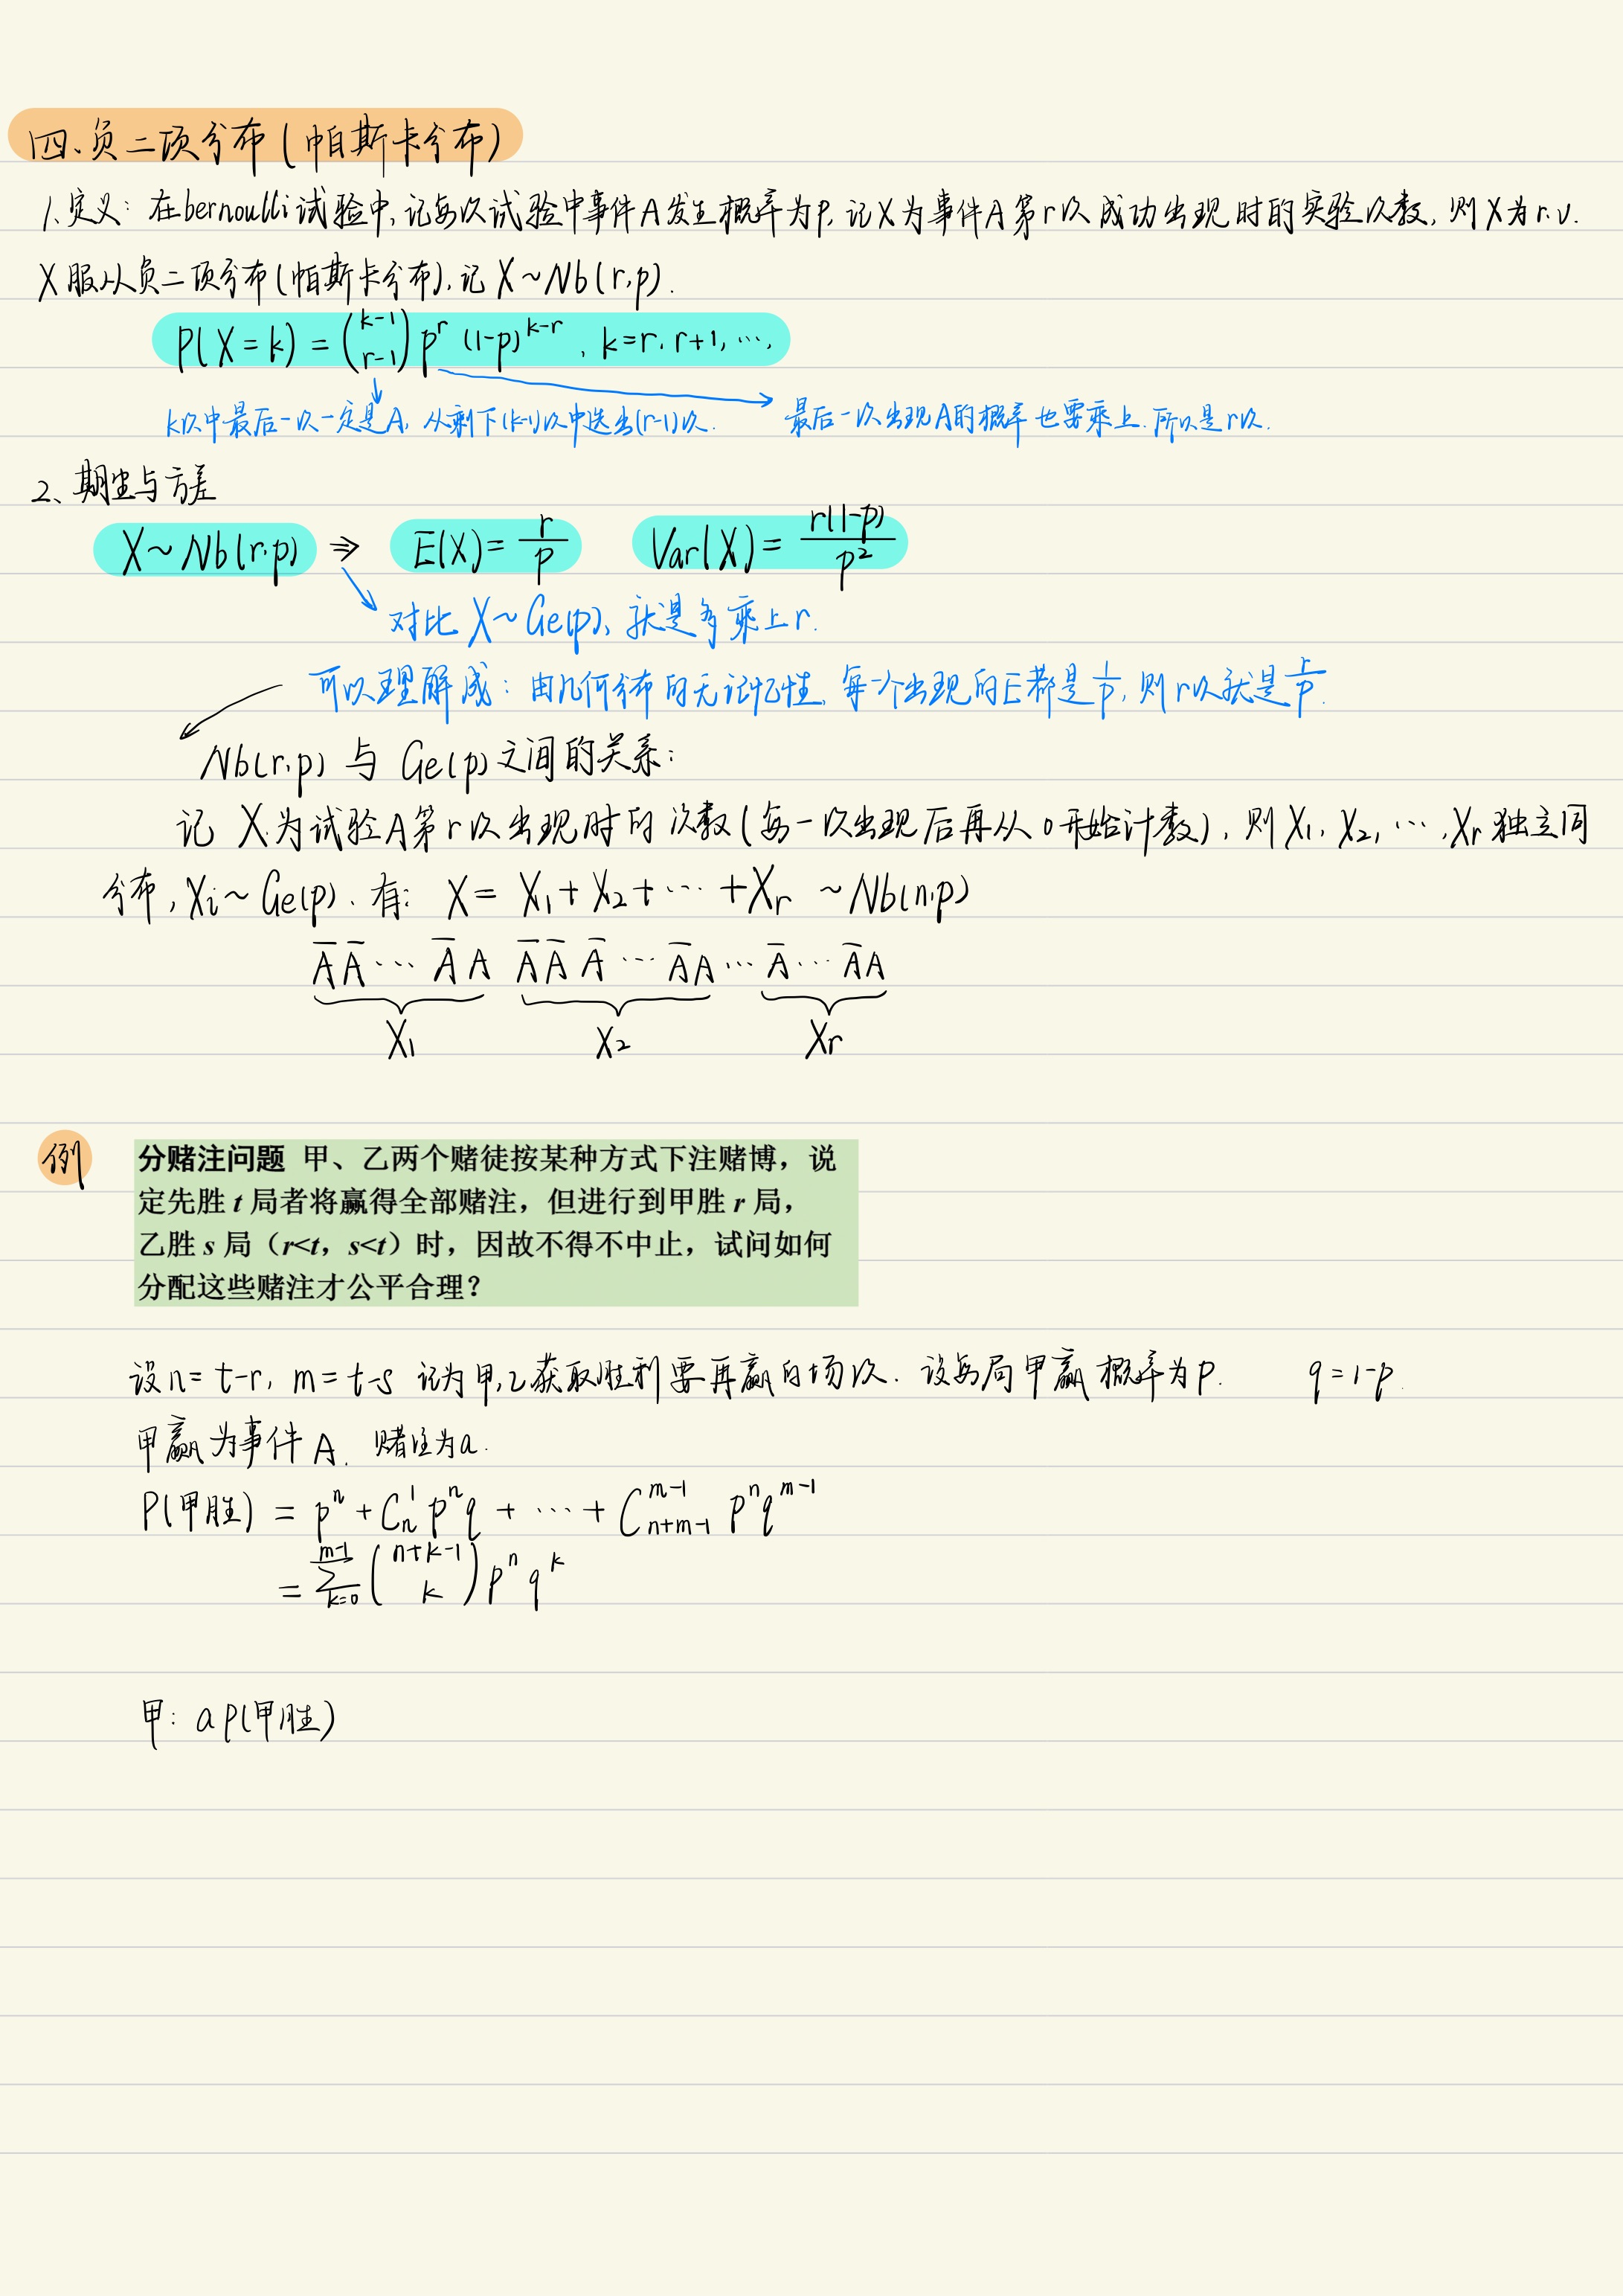 四、负二项分布(帕斯卡分布)
1、定义：在bernoulli试验中，记每次试验中事件A发生概率为p，记X为事件A第r次成功出现时的实验次数，则X为r.v.
X服从负二项分布(帕斯卡分布)，记X~Nb(r,p).
P(X=k) = \binom{k-1}{r-1} p^r (1-p)^{k-r}, k=r, r+1, ⋯,
k次中最后一次一定是A，从剩下(k-1)次中选出(r-1)次. 最后一次出现A的概率也要乘上.所以是r次.
2、期望与方差
X~Nb(r,p) ⇒ E(X)=\frac{r}{p} Var(X)=\frac{r(1-p)}{p^2}
对比X~Ge(p)，就是多乘上r.
可以理解成：由几何分布的无记忆性，每一个出现的E都是\frac{1}{p}，则r次就是\frac{r}{p}.
Nb(r,p) 与 Ge(p)之间的关系：
记 X为试验A第r次出现时的次数(每一次出现后再从0开始计数)，则X_1, X_2, ⋯, X_r 独立同
分布，X_i~Ge(p). 有： X= X_1+X_2+⋯+X_r ~Nb(n,p)
\bar{A}\bar{A}⋯\bar{A}A \bar{A}\bar{A}\bar{A}⋯\bar{A}A⋯\bar{A}⋯\bar{A}A
X_1 X_2 X_r
例
分赌注问题 甲、乙两个赌徒按某种方式下注赌博，说
定先胜 t 局者将赢得全部赌注，但进行到甲胜 r 局，
乙胜 s 局（r<t，s<t）时，因故不得不中止，试问如何
分配这些赌注才公平合理？
设n=t-r, m=t-s 记为甲,乙获取胜利要再赢的场次. 设每局甲赢概率为p. q=1-p.
甲赢为事件A. 赌注为a.
P(甲胜) = p^n + C_n^1 p^n q + ⋯ + C_{n+m-1}^{m-1} p^n q^{m-1}
= \sum_{k=0}^{m-1} \binom{n+k-1}{k} p^n q^k
甲: aP(甲胜)